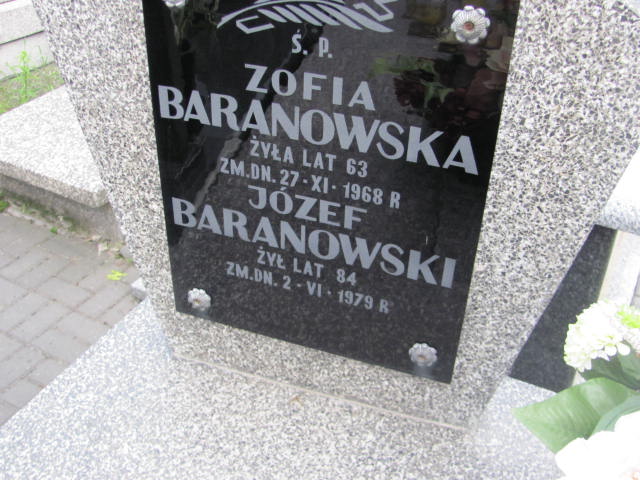 Ś. P.
ZOFIA
BARANOWSKA
ŻYŁA LAT 63
ZM. DN. 27-XI-1968 R
JÓZEF
BARANOWSKI
ŻYŁ LAT 84
ZM. DN. 2-VI-1979 R